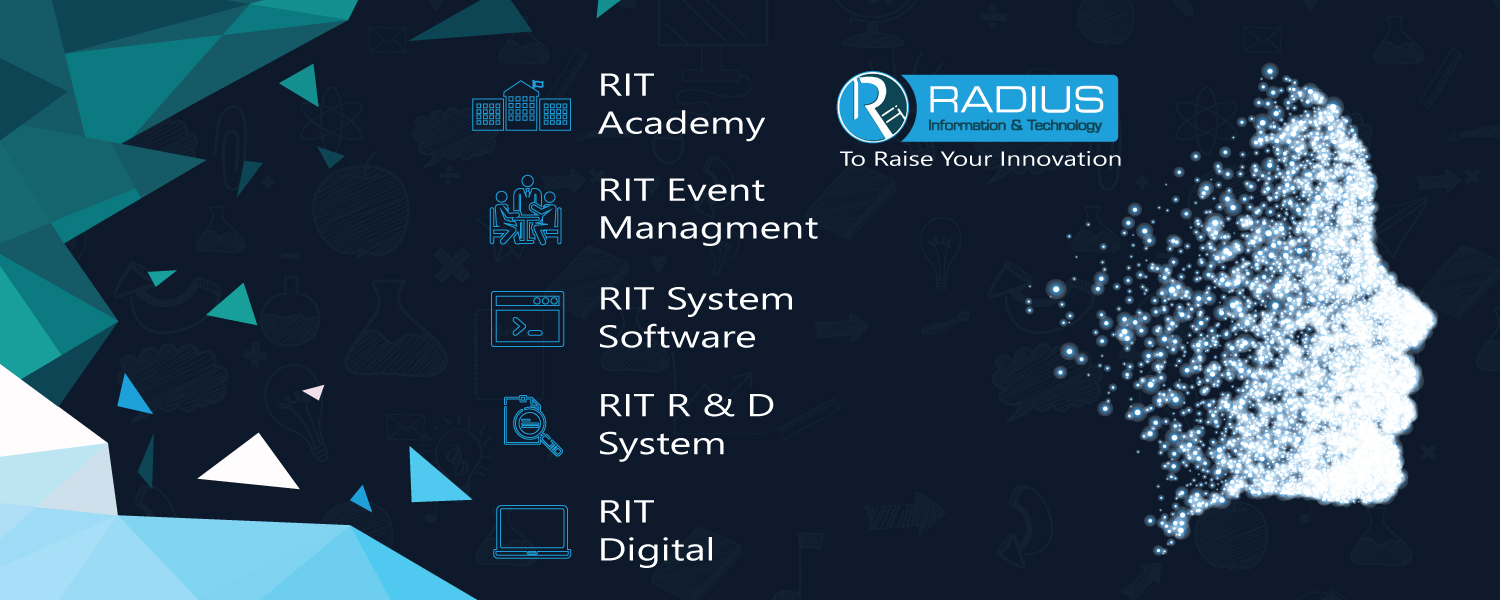 RIT
Academy
RIT Event
Managment
RIT System
Software
RIT R & D
System
RIT
Digital
RiT RADIUS
Information & Technology
To Raise Your Innovation